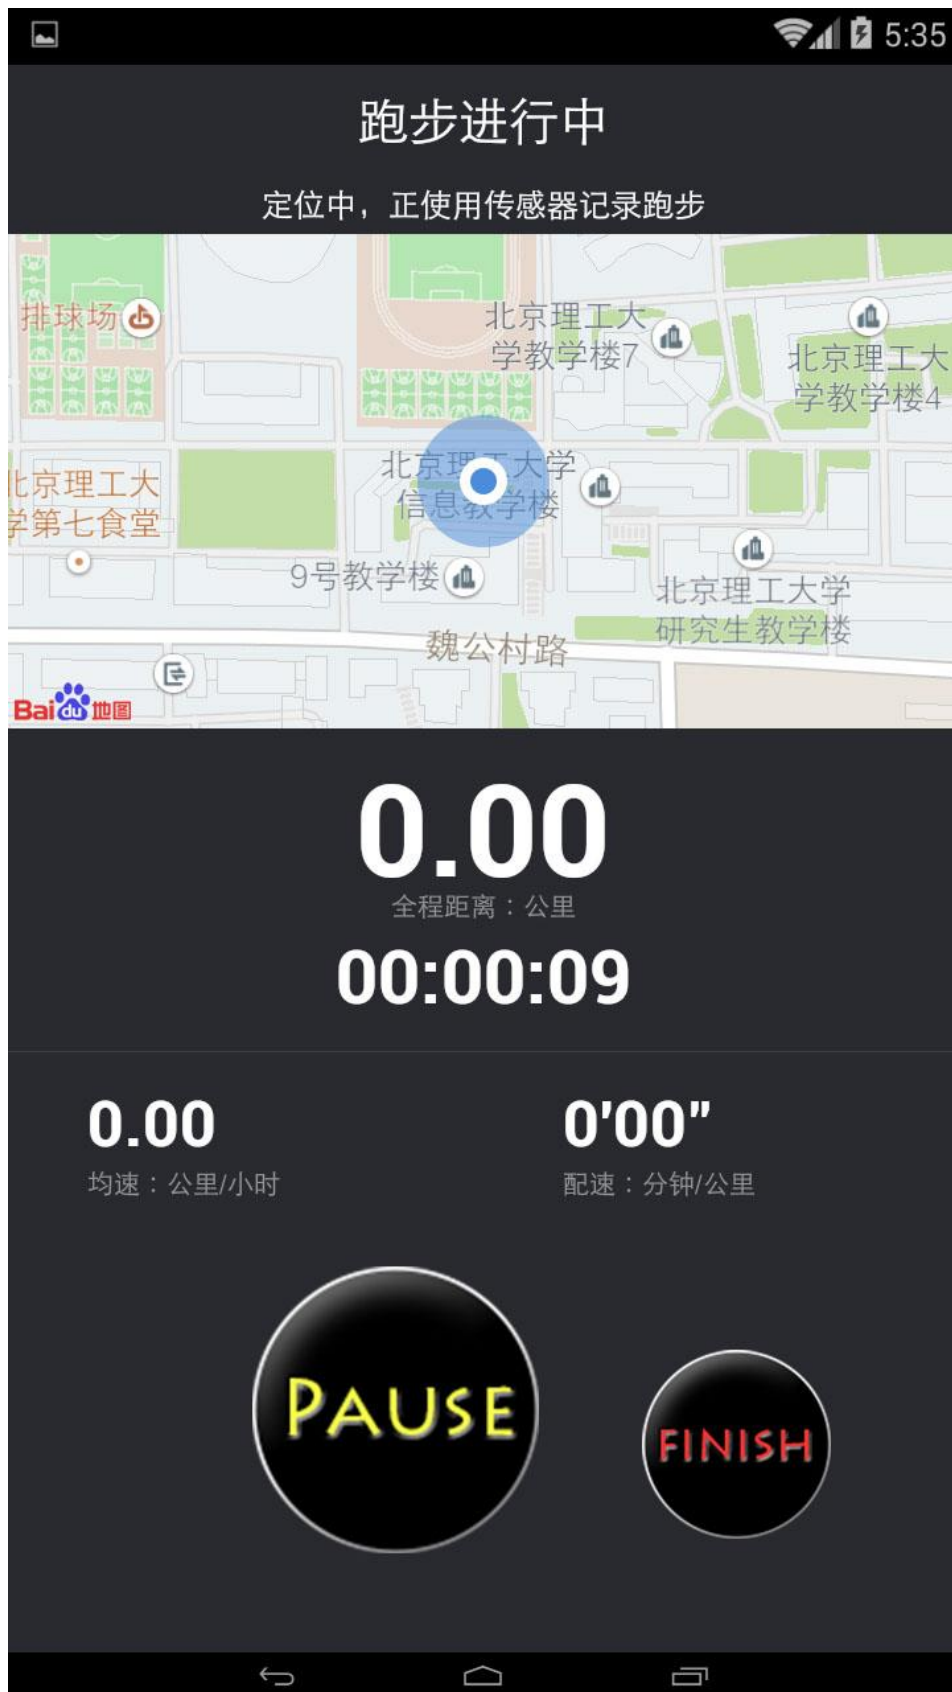 5:35
跑步进行中
定位中，正使用传感器记录跑步
排球场
北京理工大
学教学楼7
北京理工大
学教学楼4
北京理工大
学第七食堂
北京理工大学
信息教学楼
9号教学楼
北京理工大学
研究生教学楼
魏公村路
Bai du 地图
0.00
全程距离：公里
00:00:09
0.00
均速：公里/小时
0'00"
配速：分钟/公里
PAUSE
FINISH